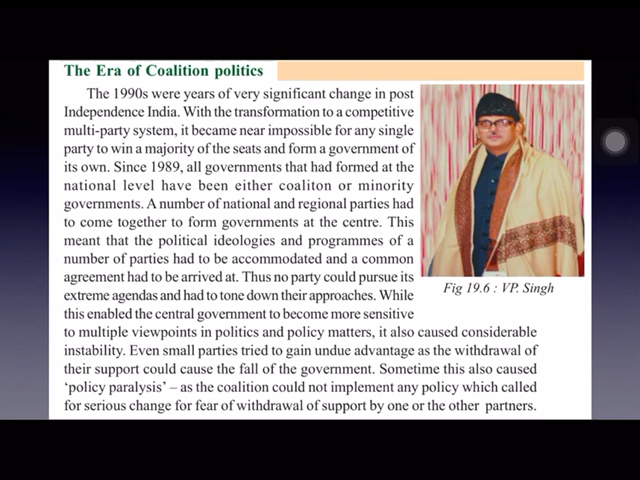 The Era of Coalition politics
The 1990s were years of very significant change in post
Independence India. With the transformation to a competitive
multi-party system, it became near impossible for any single
party to win a majority of the seats and form a government of
its own. Since 1989, all governments that had formed at the
national level have been either coaliton or minority
governments. A number of national and regional parties had
to come together to form governments at the centre. This
meant that the political ideologies and programmes of a
number of parties had to be accommodated and a common
agreement had to be arrived at. Thus no party could pursue its
extreme agendas and had to tone down their approaches. While
this enabled the central government to become more sensitive
to multiple viewpoints in politics and policy matters, it also caused considerable
instability. Even small parties tried to gain undue advantage as the withdrawal of
their support could cause the fall of the government. Sometime this also caused
‘policy paralysis’ – as the coalition could not implement any policy which called
for serious change for fear of withdrawal of support by one or the other partners.
Fig 19.6 : VP. Singh